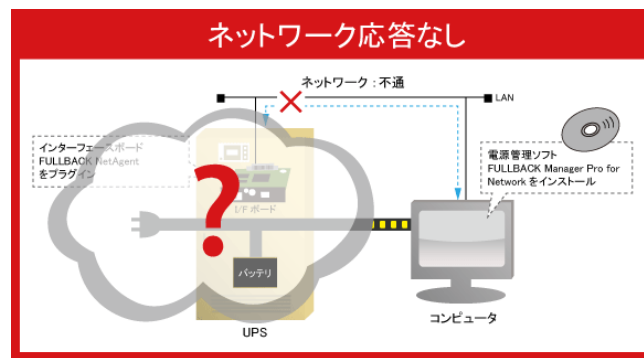 ネットワーク応答なし
ネットワーク：不通
LAN
インターフェースボード
FULLBACK NetAgent
をプラグイン
電源管理ソフト
FULLBACK Manager Pro for
Network をインストール
?
I/F ボード
バッテリ
UPS
コンピュータ